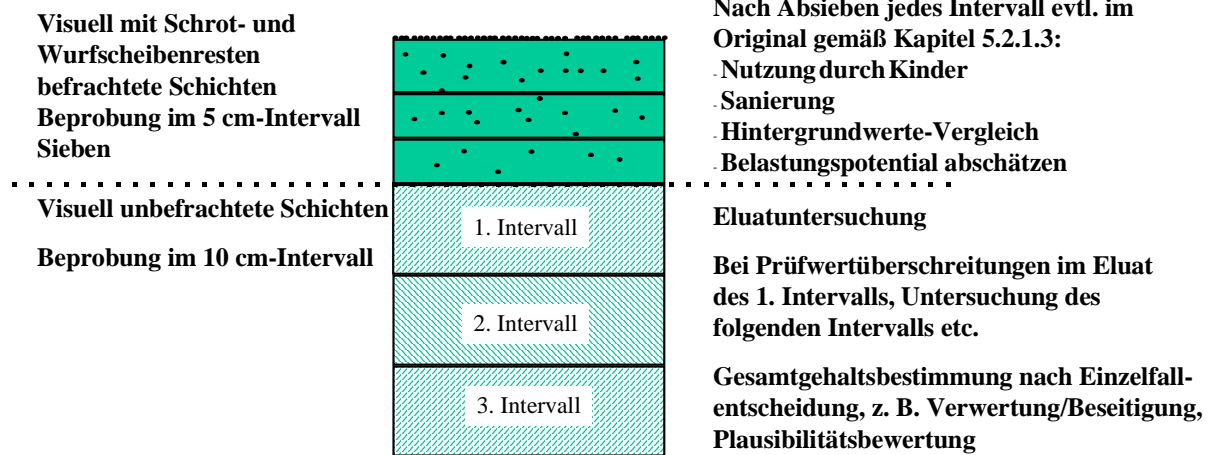 Visuell mit Schrot- und
Wurfscheibenresten
befrachtete Schichten
Beprobung im 5 cm-Intervall
Sieben
Nach Absieben jedes Intervall evtl. im
Original gemäß Kapitel 5.2.1.3:
- Nutzung durch Kinder
- Sanierung
- Hintergrundwerte-Vergleich
- Belastungspotential abschätzen
Visuell unbefrachtete Schichten
Beprobung im 10 cm-Intervall
1. Intervall
2. Intervall
3. Intervall
Eluatuntersuchung
Bei Prüfwertüberschreitungen im Eluat
des 1. Intervalls, Untersuchung des
folgenden Intervalls etc.
Gesamtgehaltsbestimmung nach Einzelfall-
entscheidung, z. B. Verwertung/Beseitigung,
Plausibilitätsbewertung